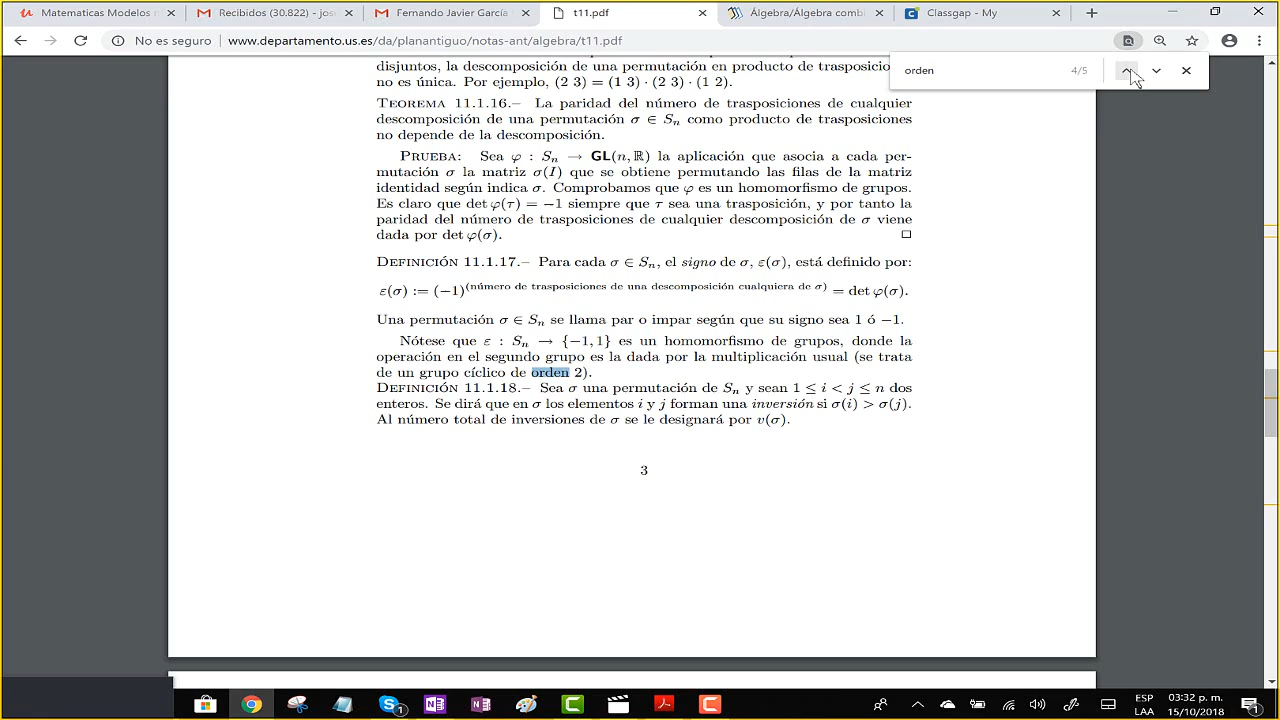 Matematicas Modelos n
Recibidos (30.822) - jos
Fernando Javier García
t11.pdf
Álgebra/Álgebra comb
Classgap - My
No es seguro
www.departamento.us.es/da/planantiguo/notas-ant/algebra/t11.pdf
orden
4/5
disjuntos, la descomposición de una permutación en producto de trasposicio
no es única. Por ejemplo, (2 3) = (1 3) · (2 3) · (1 2).
TEOREMA 11.1.16.– La paridad del número de trasposiciones de cualquier
descomposición de una permutación σ ∈ Sn como producto de trasposiciones
no depende de la descomposición.
PRUEBA: Sea φ : Sn → GL(n, ℝ) la aplicación que asocia a cada per-
mutación σ la matriz σ(I) que se obtiene permutando las filas de la matriz
identidad según indica σ. Comprobamos que φ es un homomorfismo de grupos.
Es claro que det φ(τ) = −1 siempre que τ sea una trasposición, y por tanto la
paridad del número de trasposiciones de cualquier descomposición de σ viene
dada por det φ(σ). □
DEFINICIÓN 11.1.17.– Para cada σ ∈ Sn, el signo de σ, ε(σ), está definido por:
ε(σ) := (−1)^(número de trasposiciones de una descomposición cualquiera de σ) = det φ(σ).
Una permutación σ ∈ Sn se llama par o impar según que su signo sea 1 ó −1.
Nótese que ε : Sn → {−1, 1} es un homomorfismo de grupos, donde la
operación en el segundo grupo es la dada por la multiplicación usual (se trata
de un grupo cíclico de orden 2).
DEFINICIÓN 11.1.18.– Sea σ una permutación de Sn y sean 1 ≤ i < j ≤ n dos
enteros. Se dirá que en σ los elementos i y j forman una inversión si σ(i) > σ(j).
Al número total de inversiones de σ se le designará por v(σ).
3
ESP
LAA
03:32 p. m.
15/10/2018